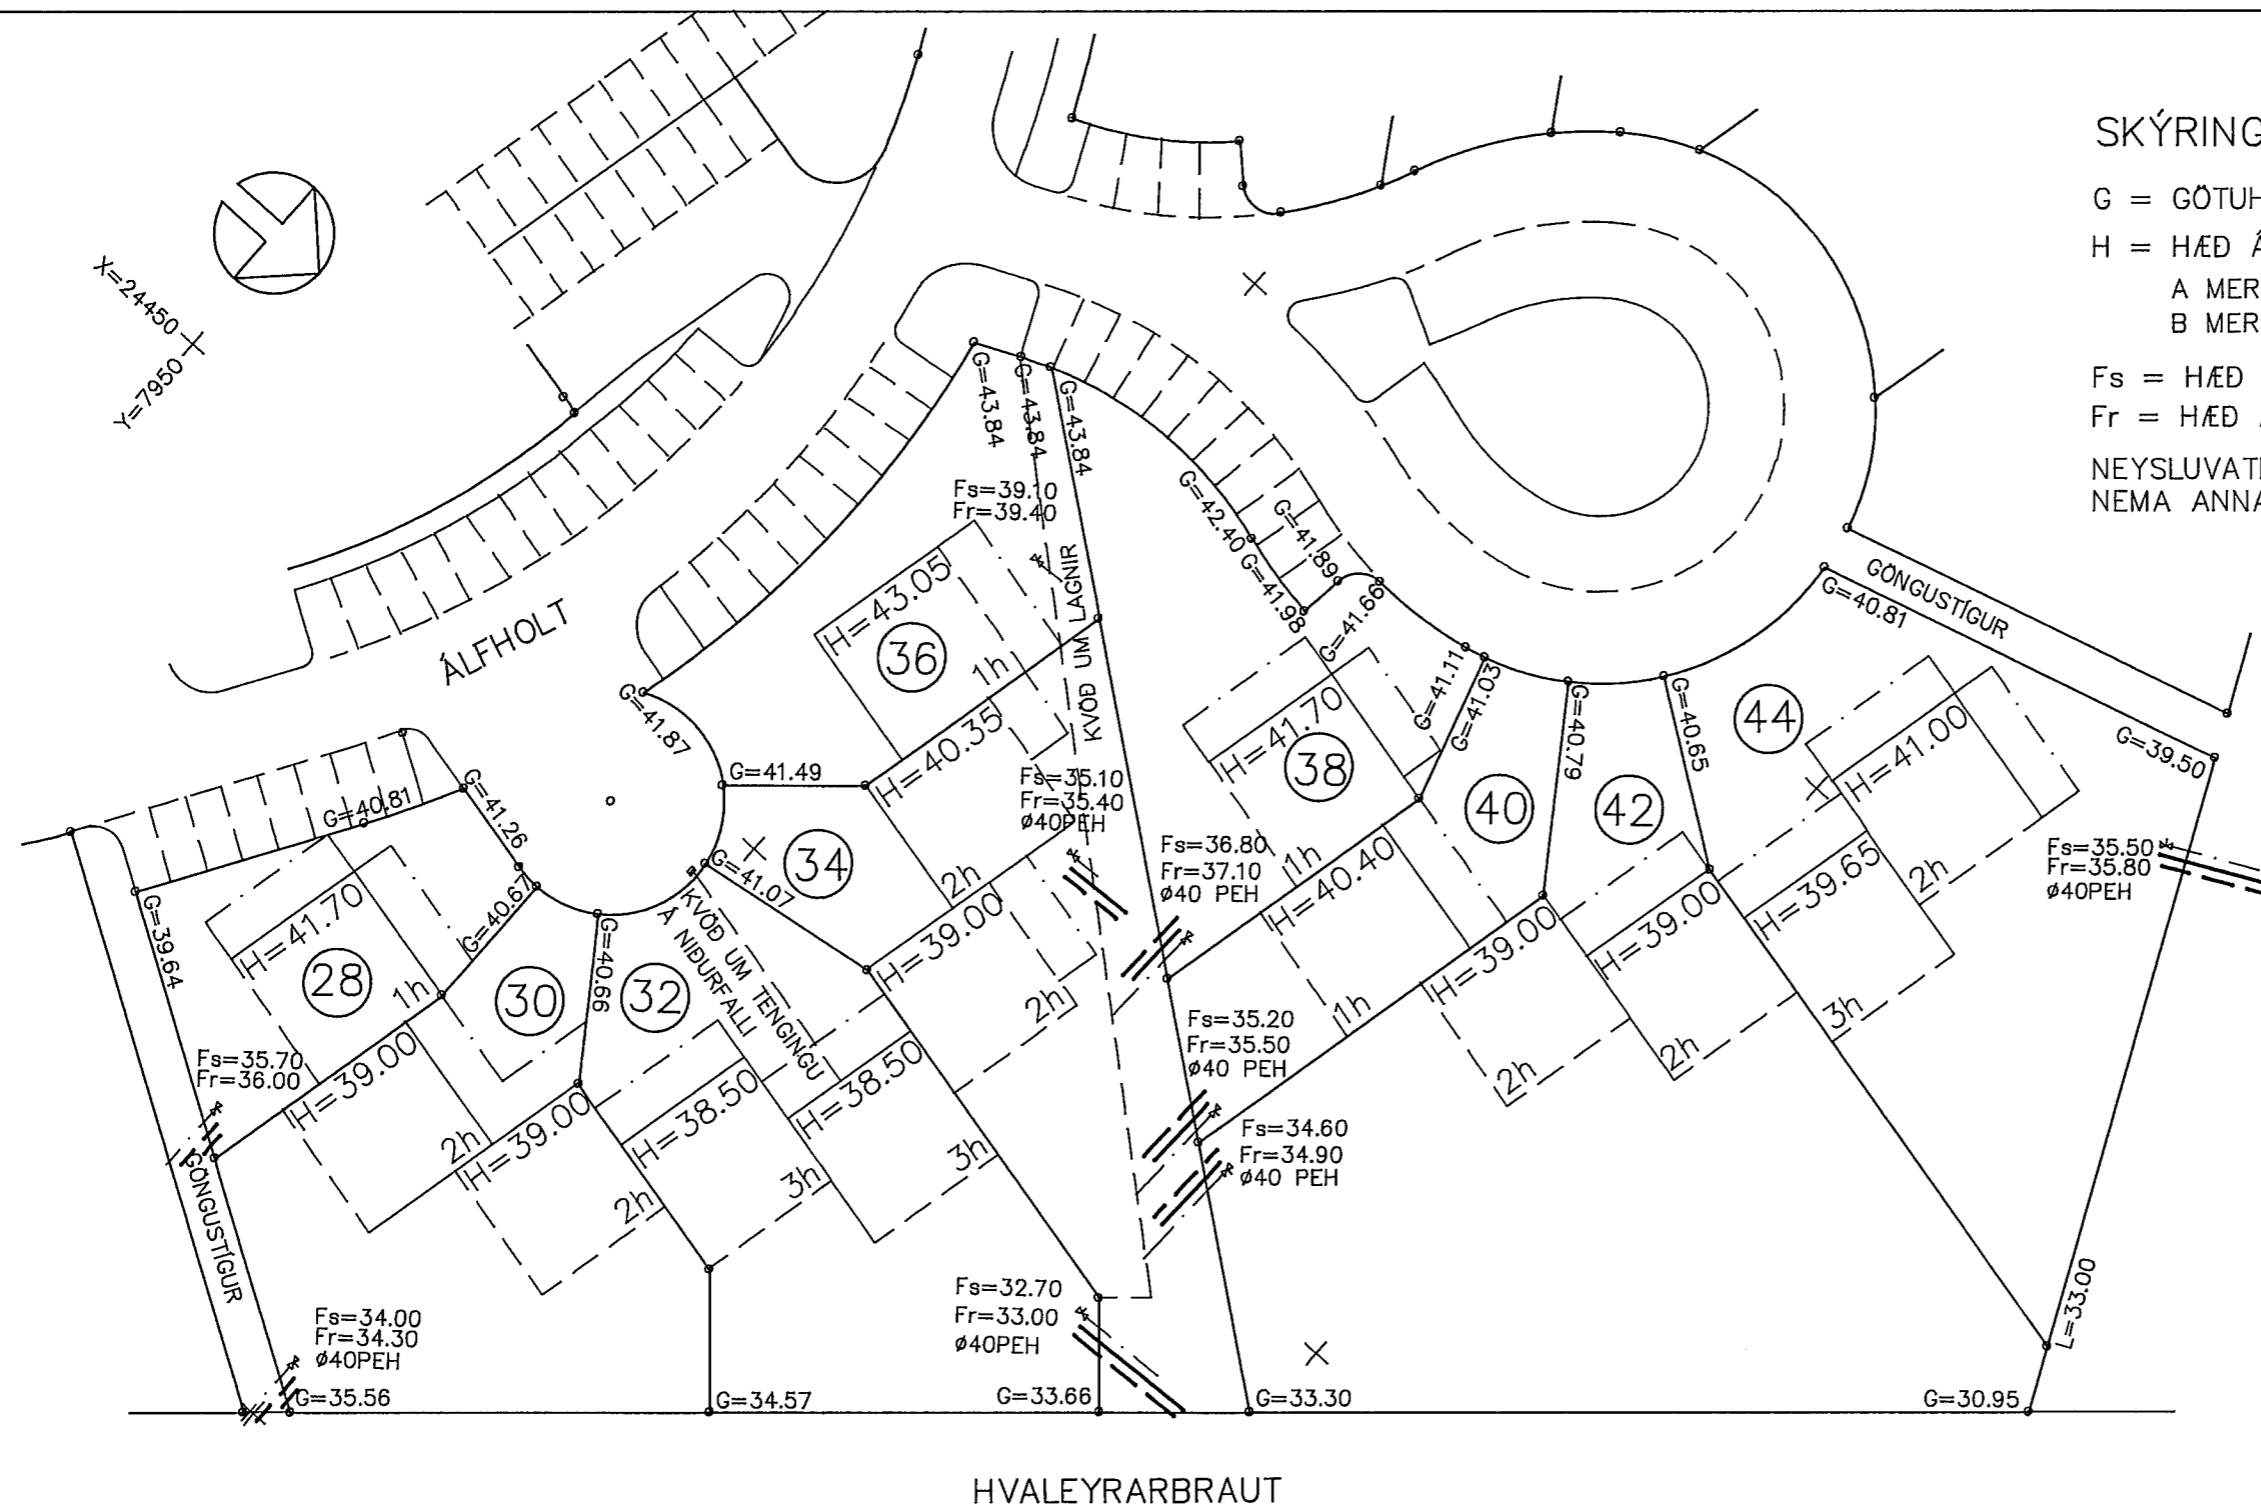 SKÝRING
G = GÖTUH
H = HÆÐ Á
A MER
B MER
Fs = HÆÐ
Fr = HÆÐ
NEYSLUVAT
NEMA ANNA
X=24450
Y=7950
ÁLFHOLT
G=43.84
G=43.84
G=43.84
Fs=39.10
Fr=39.40
KVÖÐ UM LAGNIR
G=42.40
G=41.98
G=41.89
G=41.66
G=41.11
G=41.03
G=40.79
G=40.65
G=40.81
GÖNGUSTÍGUR
G=39.50
H=43.05
36
1h
H=40.35
2h
G=41.87
G=41.49
34
G=41.07
H=39.00
2h
Fs=35.10
Fr=35.40
ø40PEH
H=41.70
38
1h
H=40.40
1h
40
H=39.00
2h
42
H=39.00
2h
44
H=41.00
2h
H=39.65
3h
Fs=35.50
Fr=35.80
ø40PEH
Fs=36.80
Fr=37.10
ø40 PEH
Fs=35.20
Fr=35.50
ø40 PEH
Fs=34.60
Fr=34.90
ø40 PEH
G=40.81
G=41.26
G=40.67
G=40.66
G=39.64
H=41.70
28
1h
H=39.00
2h
30
H=39.00
2h
32
H=38.50
3h
KVÖÐ UM TENGINGU
Á NIÐURFALLI
H=38.50
3h
Fs=35.70
Fr=36.00
GÖNGUSTÍGUR
Fs=34.00
Fr=34.30
ø40PEH
Fs=32.70
Fr=33.00
ø40PEH
L=33.00
G=35.56
G=34.57
G=33.66
G=33.30
G=30.95
HVALEYRARBRAUT